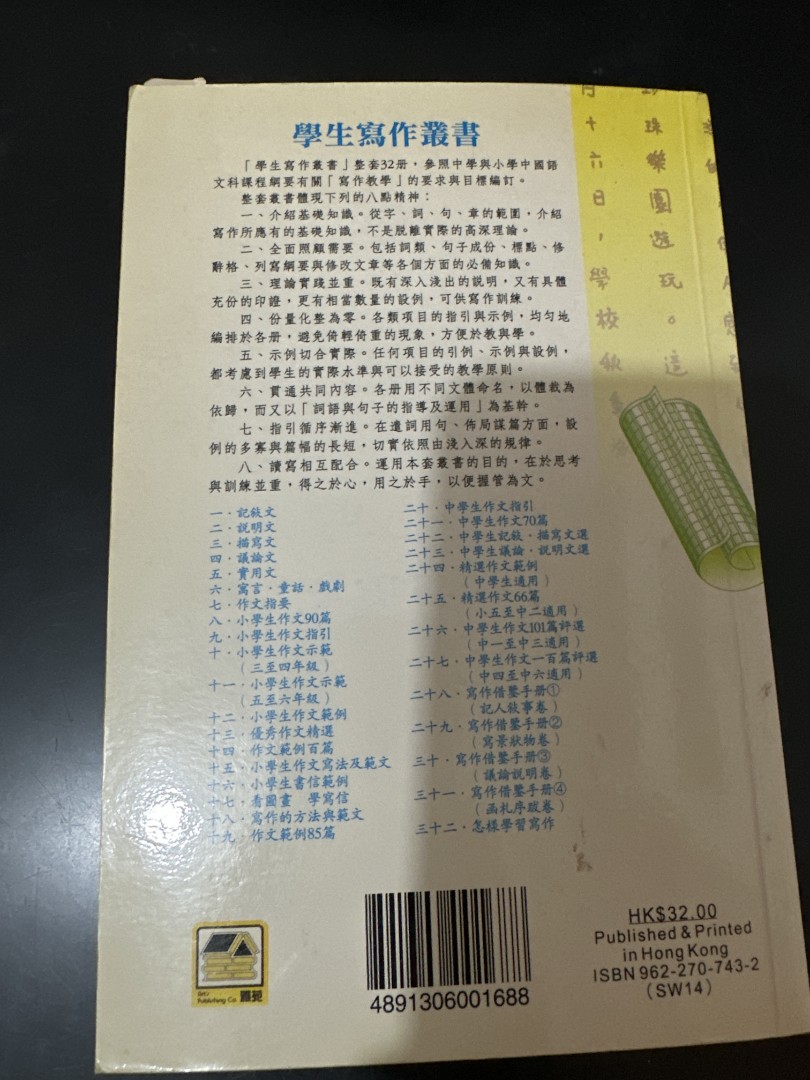 學生寫作叢書
「學生寫作叢書」整套32册，參照中學與小學中國語
文科課程綱要有關「寫作教學」的要求與目標編訂。
整套叢書體現下列的八點精神：
一、介紹基礎知識。從字、詞、句、章的範圍，介紹
寫作所應有的基礎知識，不是脱離實際的高深理論。
二、全面照顧需要。包括詞類、句子成份、標點、修
辭格、列寫綱要與修改文章等各個方面的必備知識。
三、理論實踐並重。既有深入淺出的説明，又有具體
充份的印證，更有相當數量的設例，可供寫作訓練。
四、份量化整為零。各類項目的指引與示例，均匀地
編排於各册，避免倚輕倚重的現象，方便於教與學。
五、示例切合實際。任何項目的引例、示例與設例，
都考慮到學生的實際水準與可以接受的教學原則。
六、貫通共同內容。各册用不同文體命名，以體裁為
依歸，而又以「詞語與句子的指導及運用」為基幹。
七、指引循序漸進。在遣詞用句、佈局謀篇方面，設
例的多寡與篇幅的長短，切實依照由淺入深的規律。
八、讀寫相互配合。運用本套叢書的目的，在於思考
與訓練並重，得之於心，用之於手，以便握管為文。
一．記敍文
二．説明文
三．描寫文
四．議論文
五．實用文
六．寓言．童話．戲劇
七．作文指要
八．小學生作文90篇
九．小學生作文指引
十．小學生作文示範
（三至四年級）
十一．小學生作文示範
（五至六年級）
十二．小學生作文範例
十三．優秀作文精選
十四．作文範例百篇
十五．小學生作文寫法及範文
十六．小學生書信範例
十七．看圖畫 學寫信
十八．寫作的方法與範文
十九．作文範例85篇
二十．中學生作文指引
二十一．中學生作文70篇
二十二．中學生記敍．描寫文選
二十三．中學生議論．説明文選
二十四．精選作文範例
（中學生適用）
二十五．精選作文66篇
（小五至中二適用）
二十六．中學生作文101篇評選
（中一至中三適用）
二十七．中學生作文一百篇評選
（中四至中六適用）
二十八．寫作借鑒手册①
（記人敍事卷）
二十九．寫作借鑒手册②
（寫景狀物卷）
三十．寫作借鑒手册③
（議論説明卷）
三十一．寫作借鑒手册④
（函札序跋卷）
三十二．怎樣學習寫作
珠樂園遊玩。這
月十六日，學校
Publishing Co 雅苑
4891306001688
HK$32.00
Published & Printed
in Hong Kong
ISBN 962-270-743-2
(SW14)